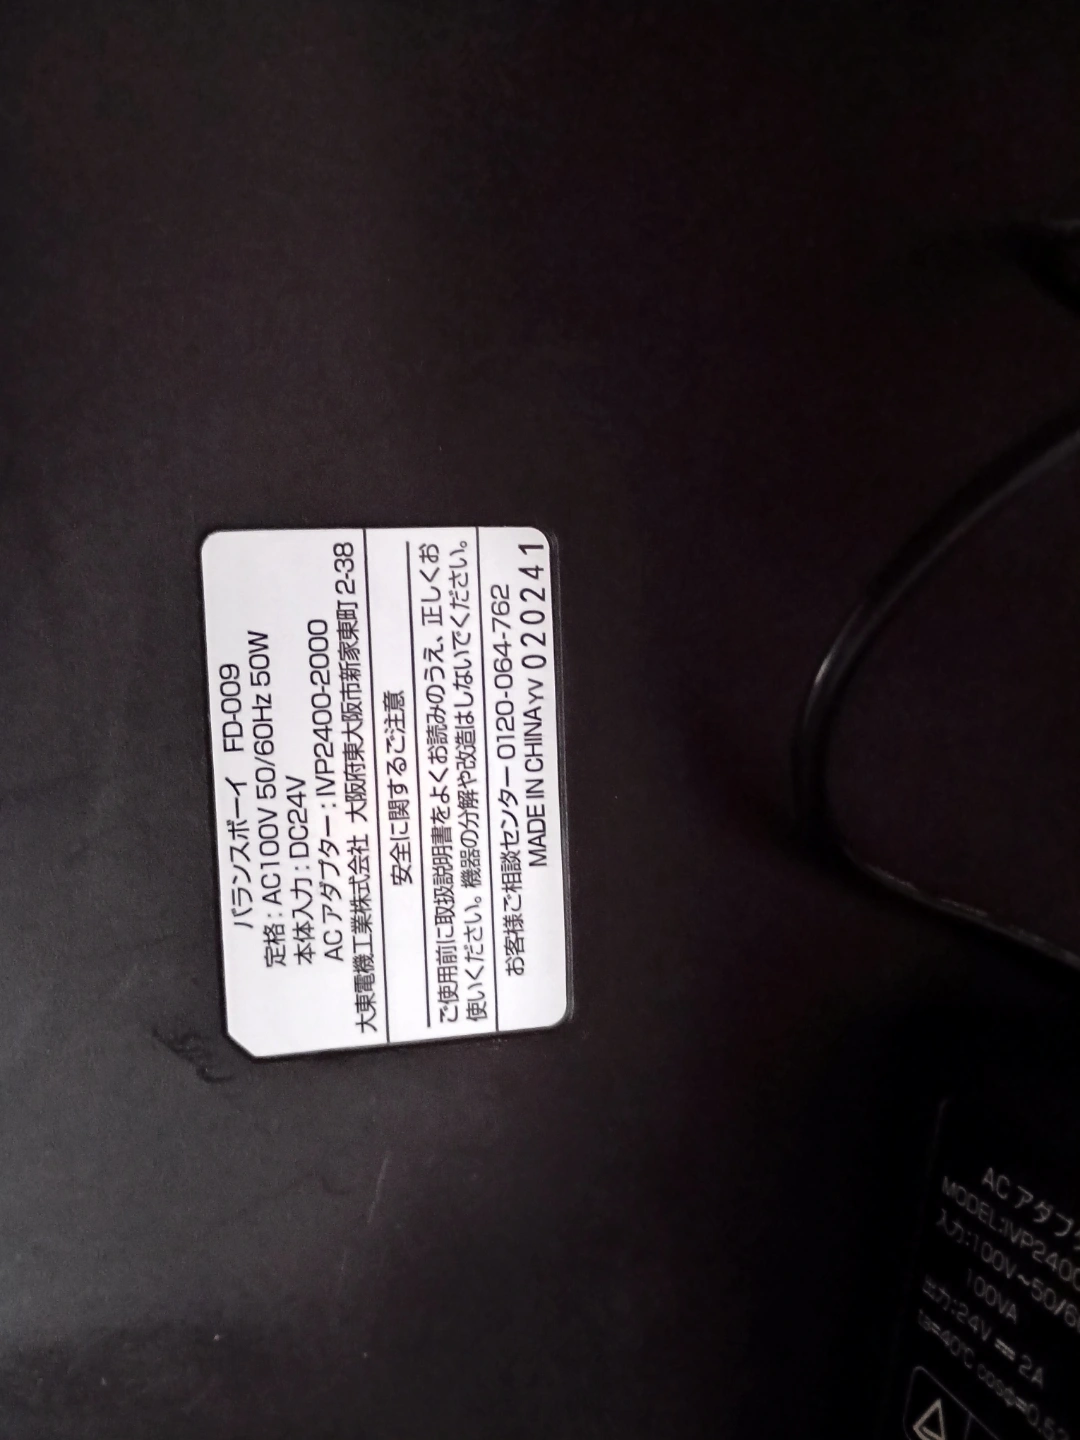 バランスボーイ FD-009
定格：AC100V 50/60Hz 50W
本体入力：DC24V
ACアダプター：IVP2400-2000
大東電機工業株式会社 大阪府東大阪市新家東町2-38
安全に関するご注意
ご使用前に取扱説明書をよくお読みのうえ、正しくお
使いください。機器の分解や改造はしないでください。
お客様ご相談センター 0120-064-762
MADE IN CHINA YV 020241
ACアダプ
MODEL:IVP2400
入力:100V~50/6
100VA
出力:24V ⎓ 2A
ta=40℃ cosφ=0.52